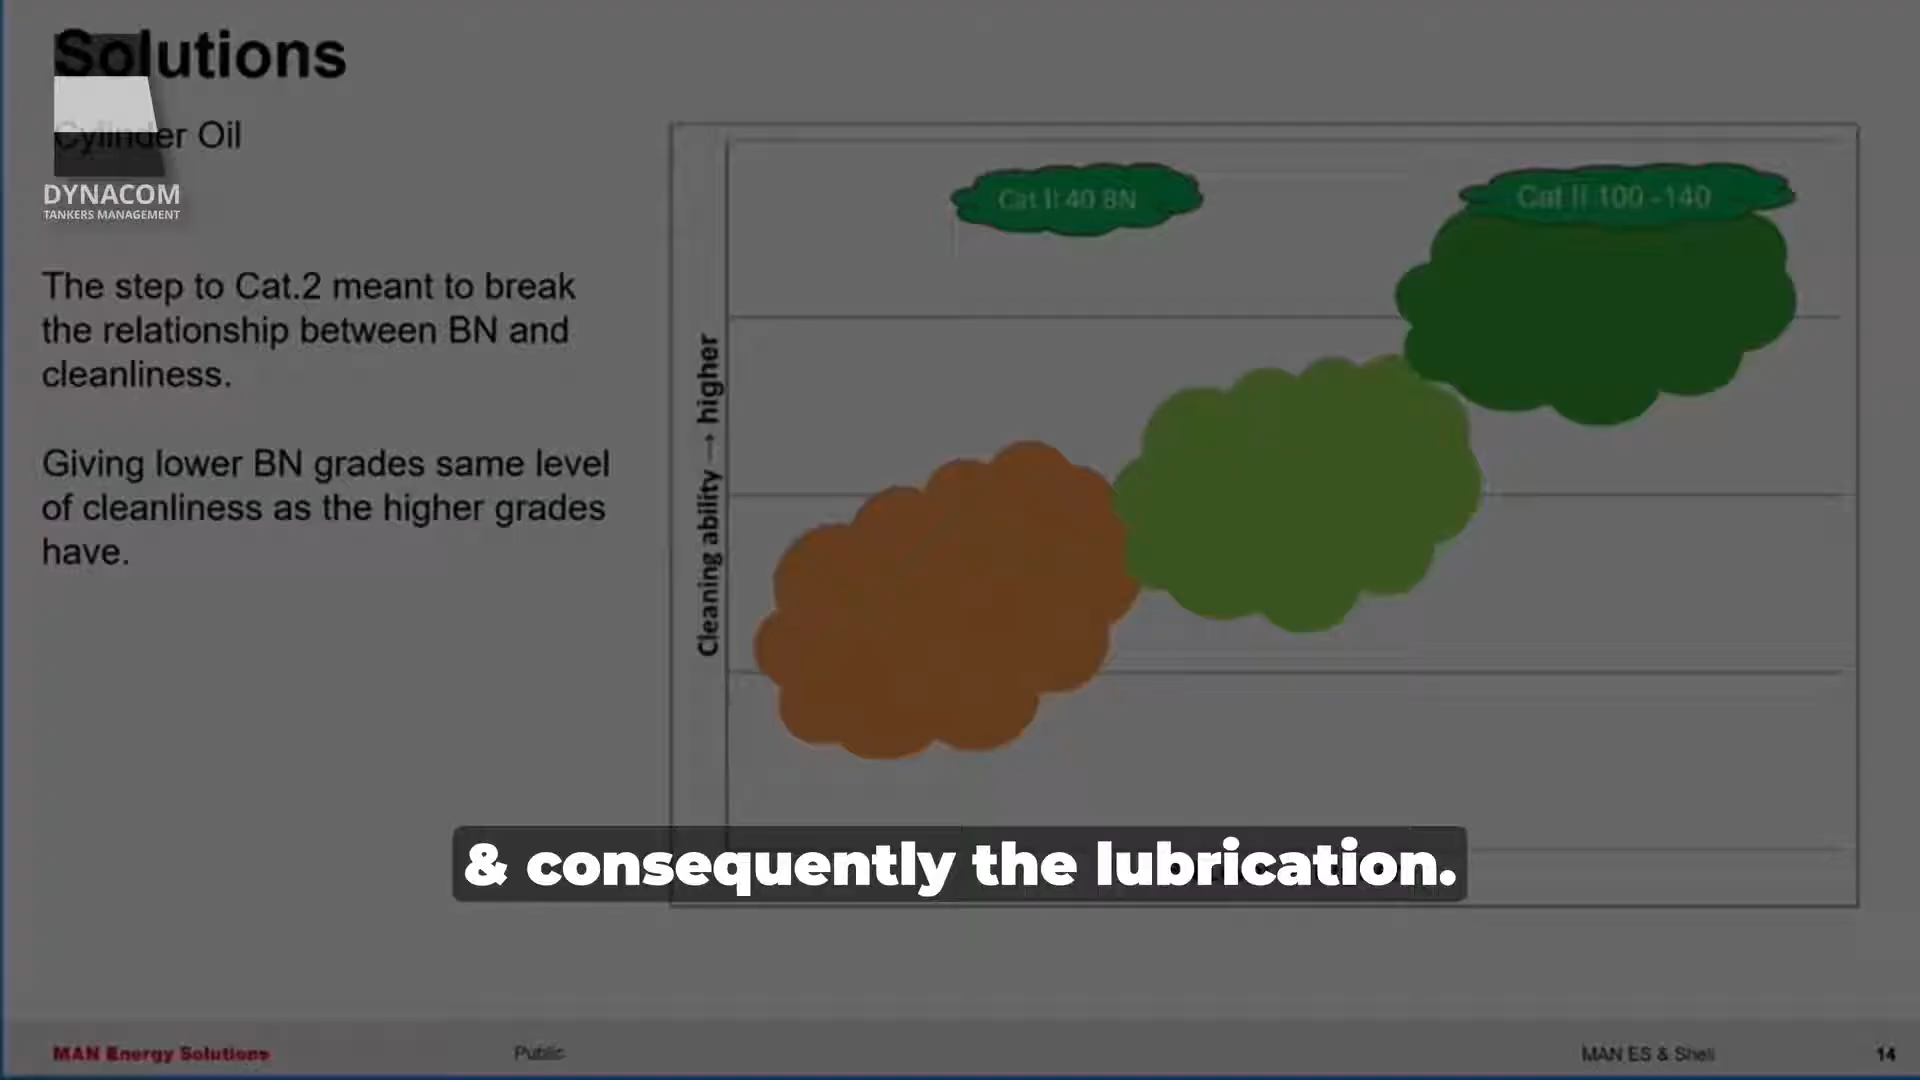 Solutions
Cylinder Oil
DYNACOM
TANKERS MANAGEMENT
The step to Cat.2 meant to break
the relationship between BN and
cleanliness.
Giving lower BN grades same level
of cleanliness as the higher grades
have.
Cleaning ability → higher
Cat II 40 BN
Cat II 100 -140
& consequently the lubrication.
MAN Energy Solutions
Public
MAN ES & Shell
14